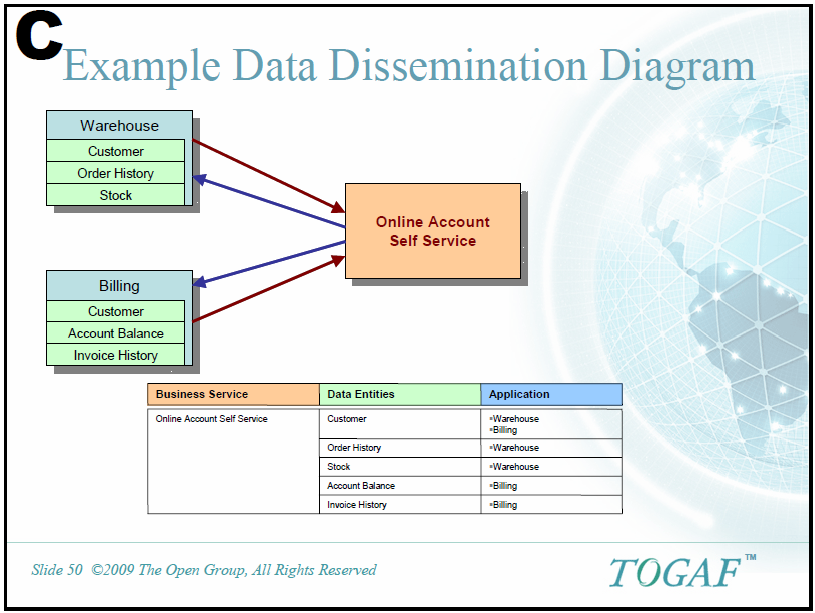 C
Example Data Dissemination Diagram
Warehouse
Customer
Order History
Stock
Online Account
Self Service
Billing
Customer
Account Balance
Invoice History
Business Service Data Entities Application
Online Account Self Service Customer ▪Warehouse
▪Billing
Order History ▪Warehouse
Stock ▪Warehouse
Account Balance ▪Billing
Invoice History ▪Billing
Slide 50 ©2009 The Open Group, All Rights Reserved
TOGAF™